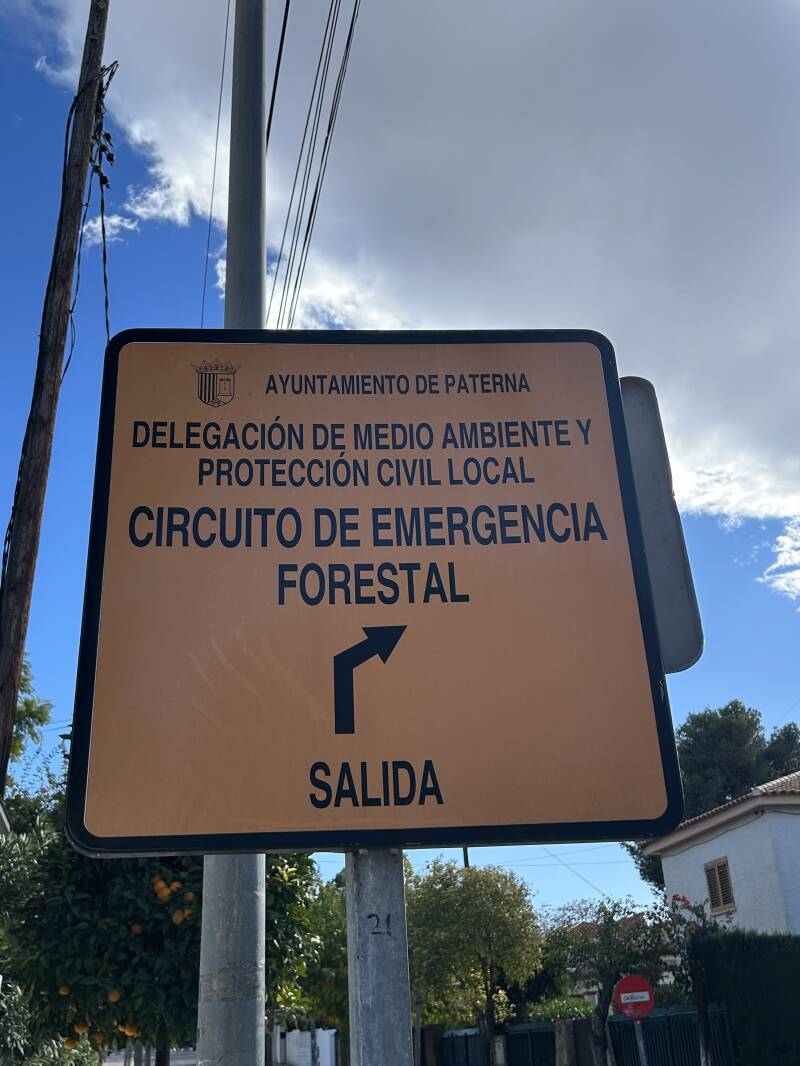 AYUNTAMIENTO DE PATERNA
DELEGACIÓN DE MEDIO AMBIENTE Y
PROTECCIÓN CIVIL LOCAL
CIRCUITO DE EMERGENCIA
FORESTAL
SALIDA
21